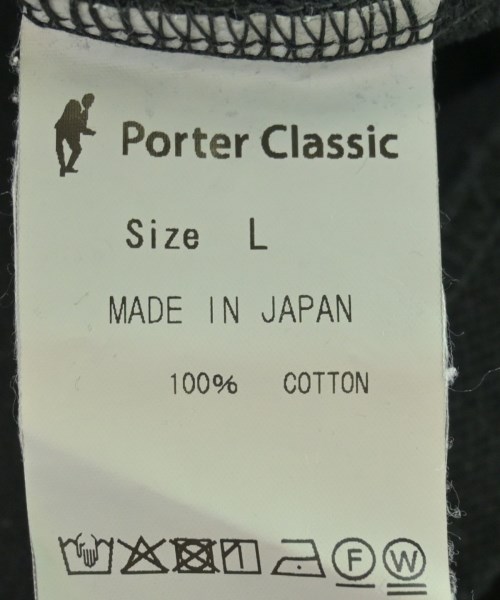 Porter Classic
Size L
MADE IN JAPAN
100% COTTON
F W